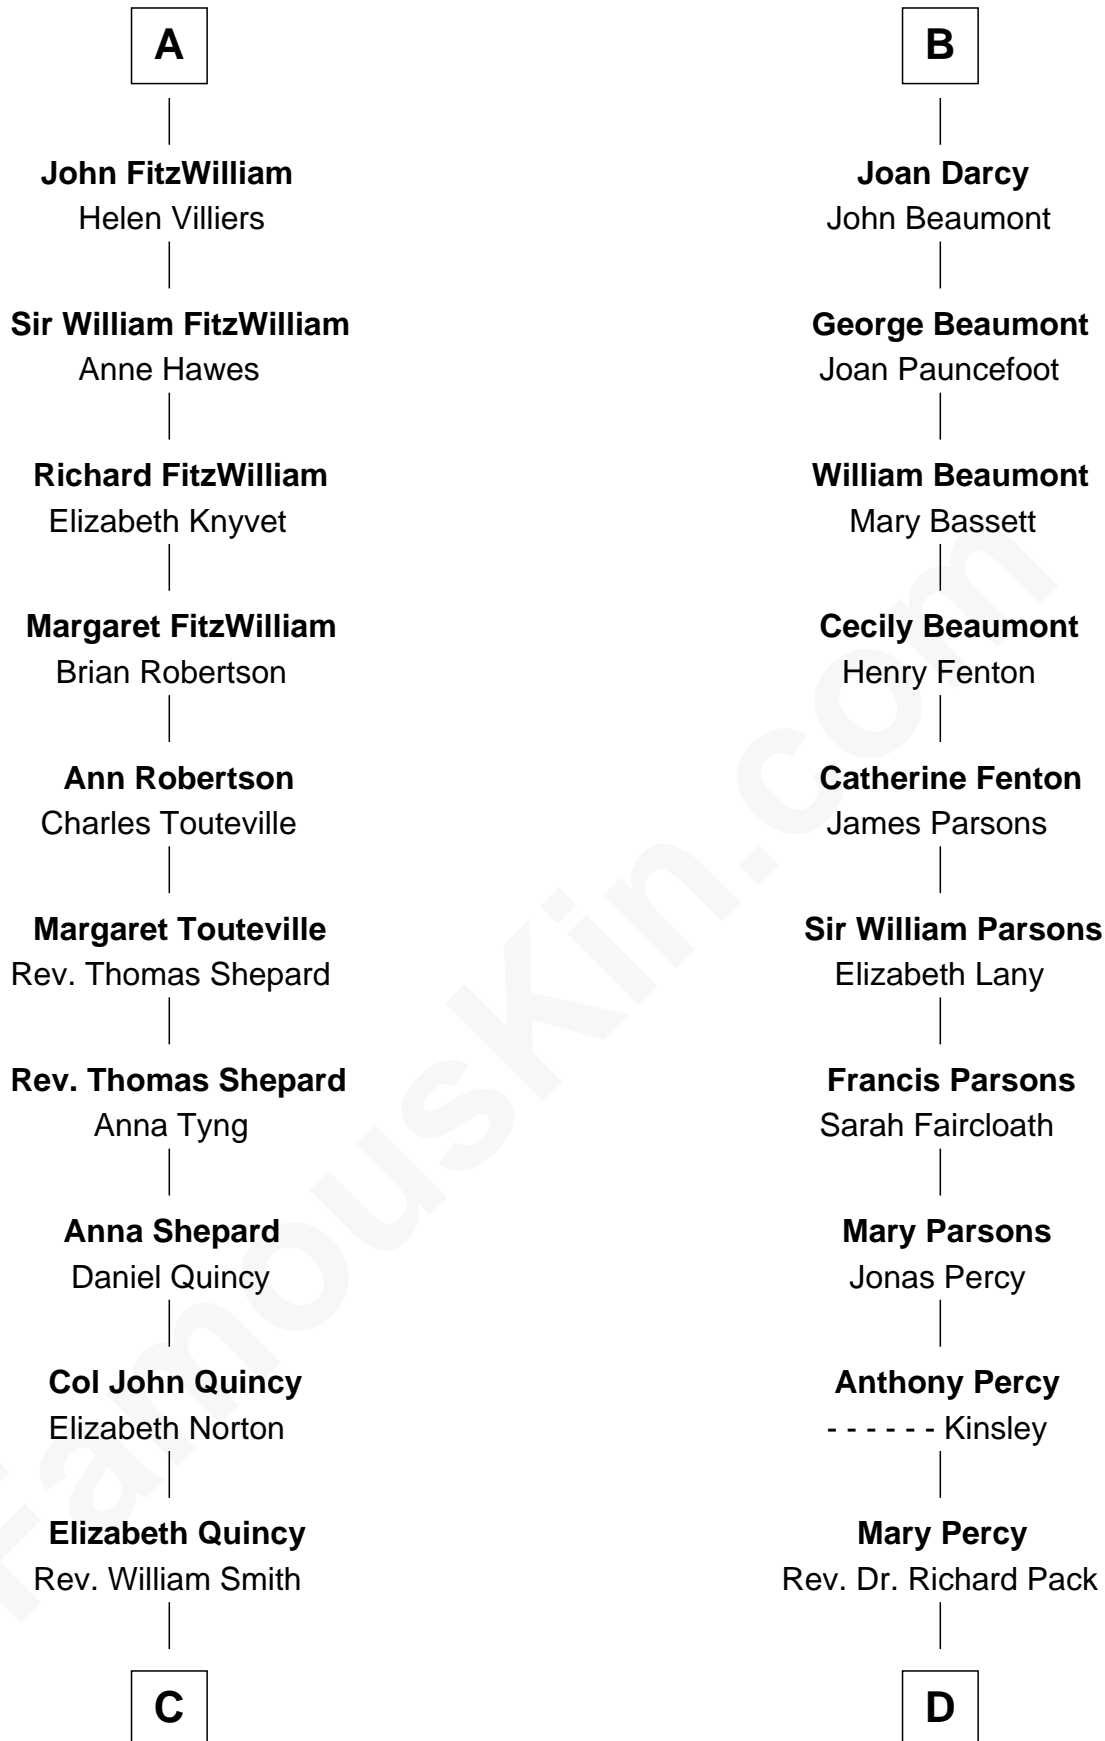 A
John FitzWilliam
Helen Villiers
Sir William FitzWilliam
Anne Hawes
Richard FitzWilliam
Elizabeth Knyvet
Margaret FitzWilliam
Brian Robertson
Ann Robertson
Charles Touteville
Margaret Touteville
Rev. Thomas Shepard
Rev. Thomas Shepard
Anna Tyng
Anna Shepard
Daniel Quincy
Col John Quincy
Elizabeth Norton
Elizabeth Quincy
Rev. William Smith
C
B
Joan Darcy
John Beaumont
George Beaumont
Joan Pauncefoot
William Beaumont
Mary Bassett
Cecily Beaumont
Henry Fenton
Catherine Fenton
James Parsons
Sir William Parsons
Elizabeth Lany
Francis Parsons
Sarah Faircloath
Mary Parsons
Jonas Percy
Anthony Percy
- - - - - - Kinsley
Mary Percy
Rev. Dr. Richard Pack
D
FamousKin.com